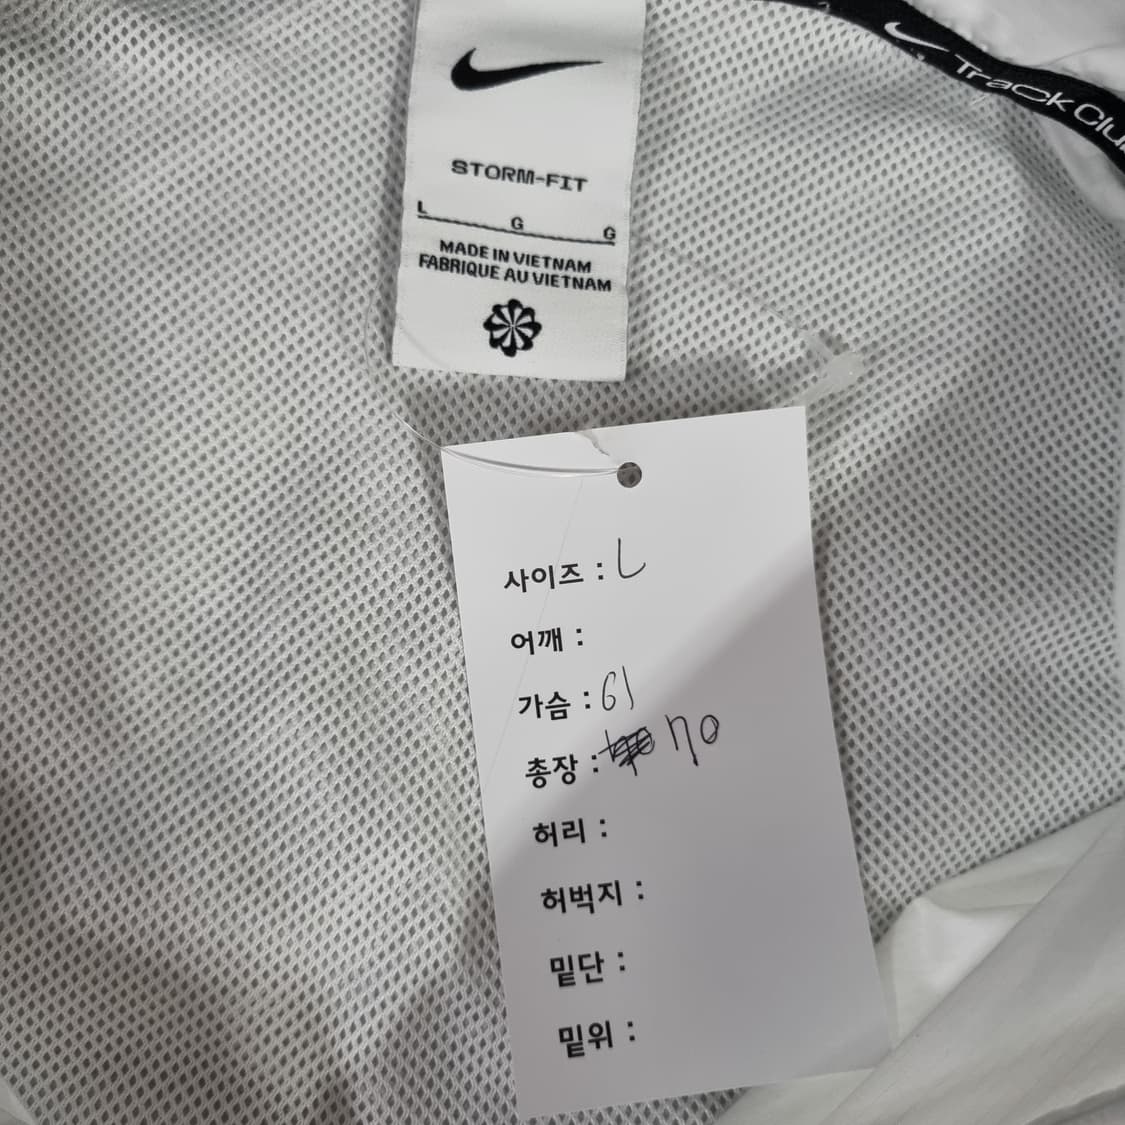 Track Clu
STORM-FIT
L G G
MADE IN VIETNAM
FABRIQUE AU VIETNAM
사이즈 : L
어깨 :
가슴 : 61
총장 : 70
허리 :
허벅지 :
밑단 :
밑위 :